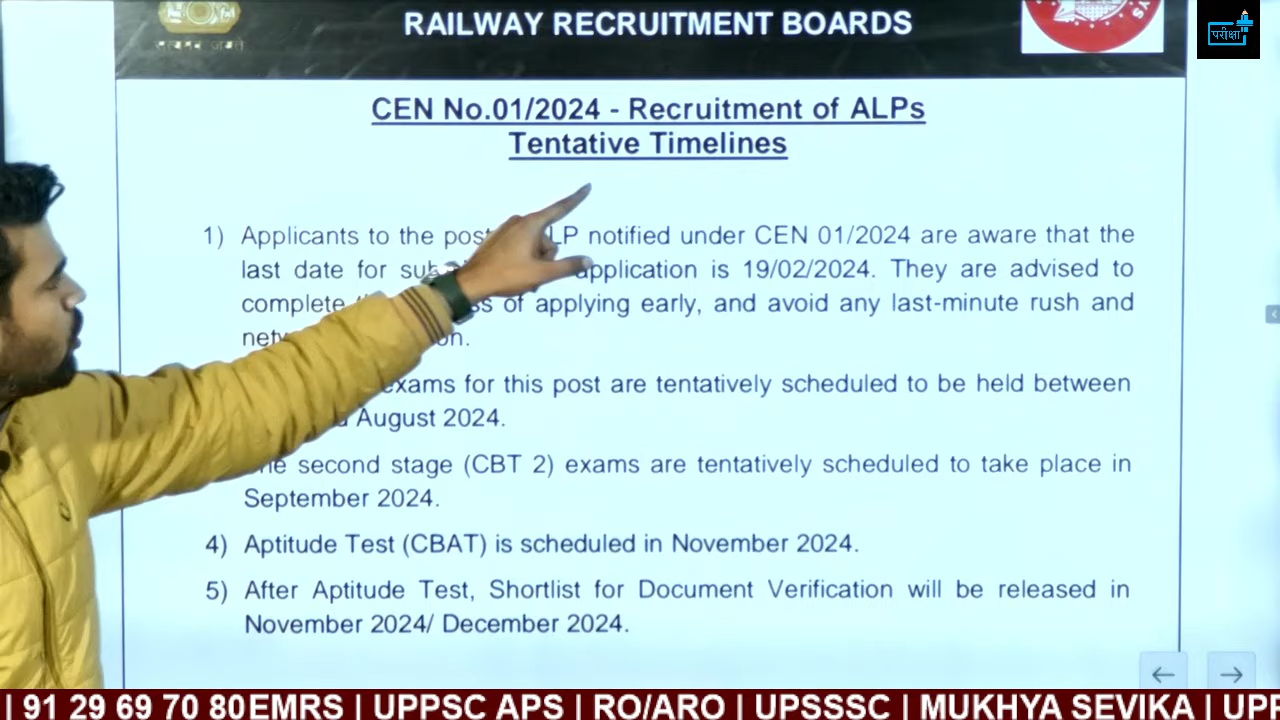 RAILWAY RECRUITMENT BOARDS
सत्यमेव जयते
परीक्षा
CEN No.01/2024 - Recruitment of ALPs
Tentative Timelines
1) Applicants to the post LP notified under CEN 01/2024 are aware that the
last date for application is 19/02/2024. They are advised to
complete of applying early, and avoid any last-minute rush and
exams for this post are tentatively scheduled to be held between
August 2024.
second stage (CBT 2) exams are tentatively scheduled to take place in
September 2024.
4) Aptitude Test (CBAT) is scheduled in November 2024.
5) After Aptitude Test, Shortlist for Document Verification will be released in
November 2024/ December 2024.
| 91 29 69 70 80EMRS | UPPSC APS | RO/ARO | UPSSSC | MUKHYA SEVIKA | UPP